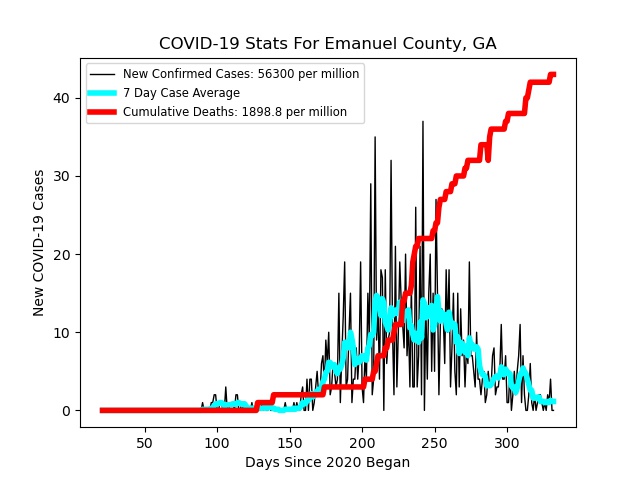 COVID-19 Stats For Emanuel County, GA
New Confirmed Cases: 56300 per million
7 Day Case Average
Cumulative Deaths: 1898.8 per million
New COVID-19 Cases
40
30
20
10
0
50 100 150 200 250 300
Days Since 2020 Began